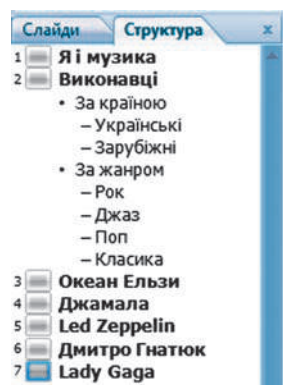 Слайди Структура x
1 Я і музика
2 Виконавці
• За країною
– Українські
– Зарубіжні
• За жанром
– Рок
– Джаз
– Поп
– Класика
3 Океан Ельзи
4 Джамала
5 Led Zeppelin
6 Дмитро Гнатюк
7 Lady Gaga